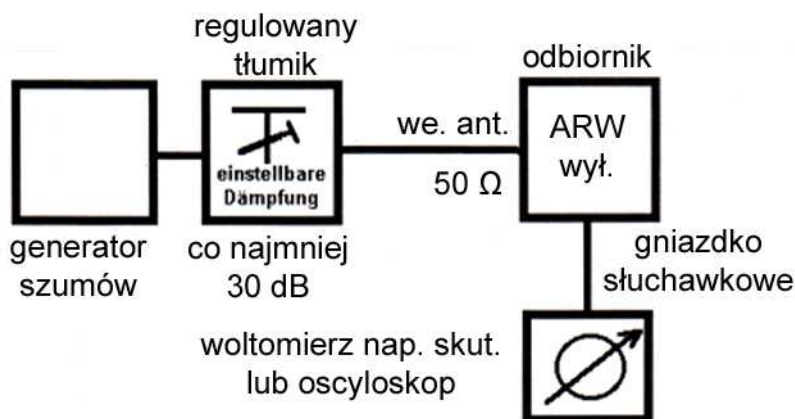 regulowany
tłumik
einstellbare
Dämpfung
co najmniej
30 dB
generator
szumów
we. ant.
50 Ω
odbiornik
ARW
wył.
gniazdko
słuchawkowe
woltomierz nap. skut.
lub oscyloskop